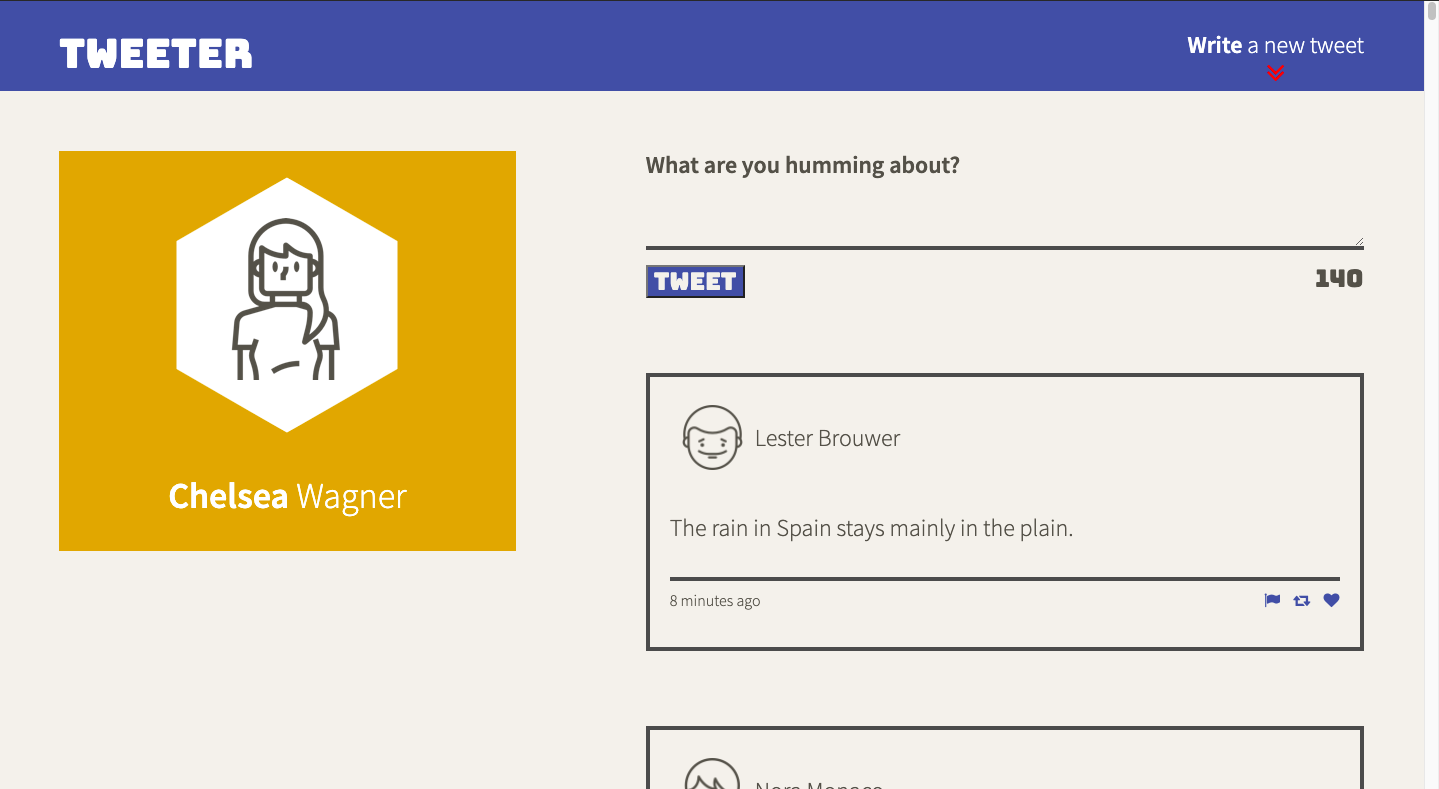 TWEETER
Write a new tweet
Chelsea Wagner
What are you humming about?
TWEET
140
Lester Brouwer
The rain in Spain stays mainly in the plain.
8 minutes ago